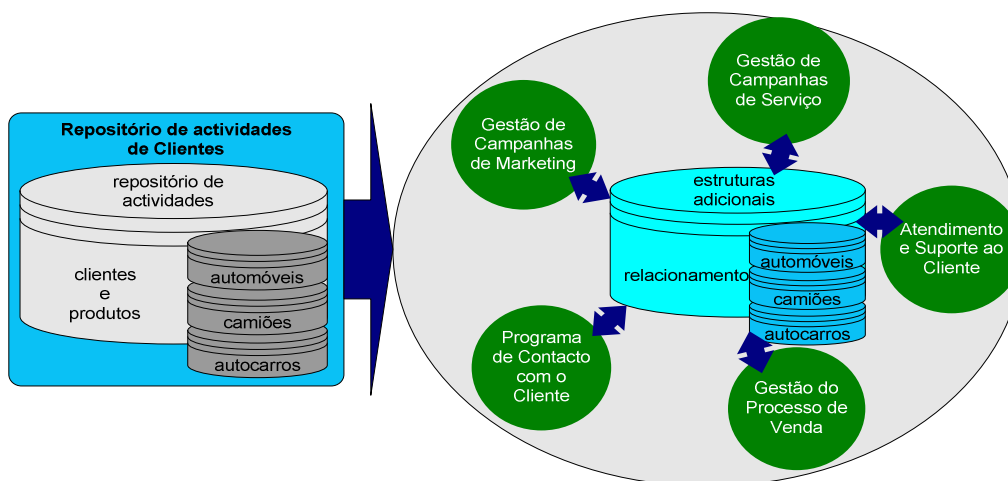 Repositório de actividades
de Clientes
repositório de
actividades
clientes
e
produtos
automóveis
camiões
autocarros
Gestão de
Campanhas
de Marketing
Gestão de
Campanhas
de Serviço
estruturas
adicionais
relacionamento
automóveis
camiões
autocarros
Atendimento
e Suporte ao
Cliente
Programa
de Contacto
com o
Cliente
Gestão do
Processo de
Venda